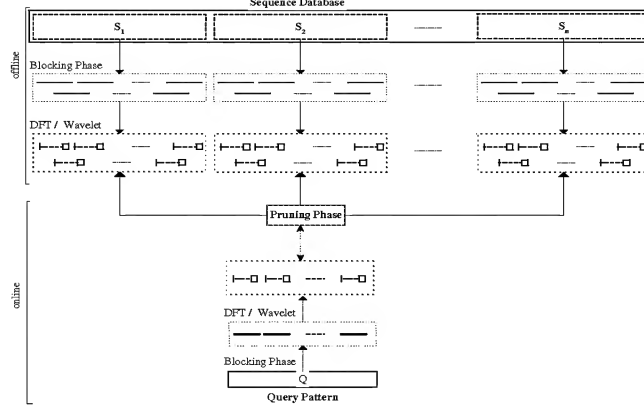 Sequence Database
S1 S2 Sn
offline
Blocking Phase
DFT / Wavelet
Pruning Phase
online
DFT / Wavelet
Blocking Phase
Q
Query Pattern